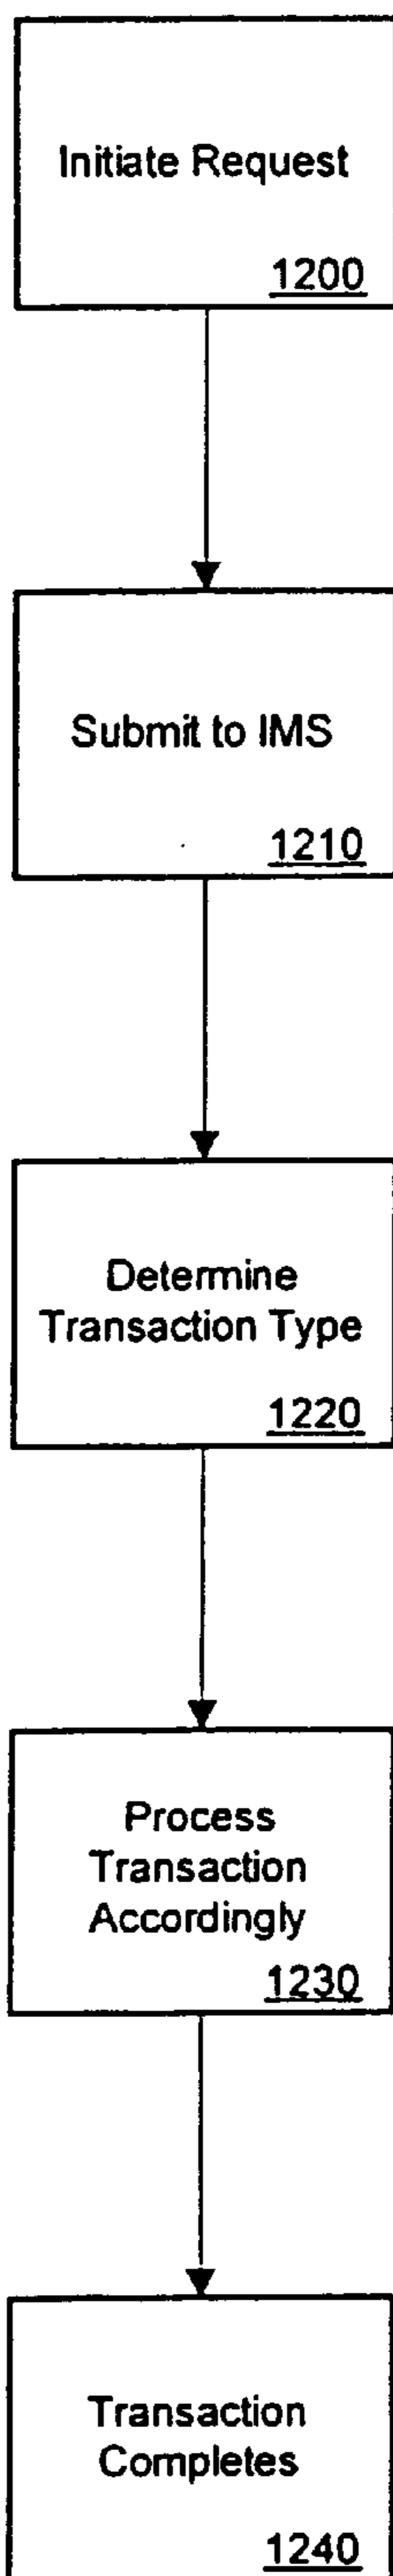 Initiate Request
1200
Submit to IMS
1210
Determine
Transaction Type
1220
Process
Transaction
Accordingly
1230
Transaction
Completes
1240